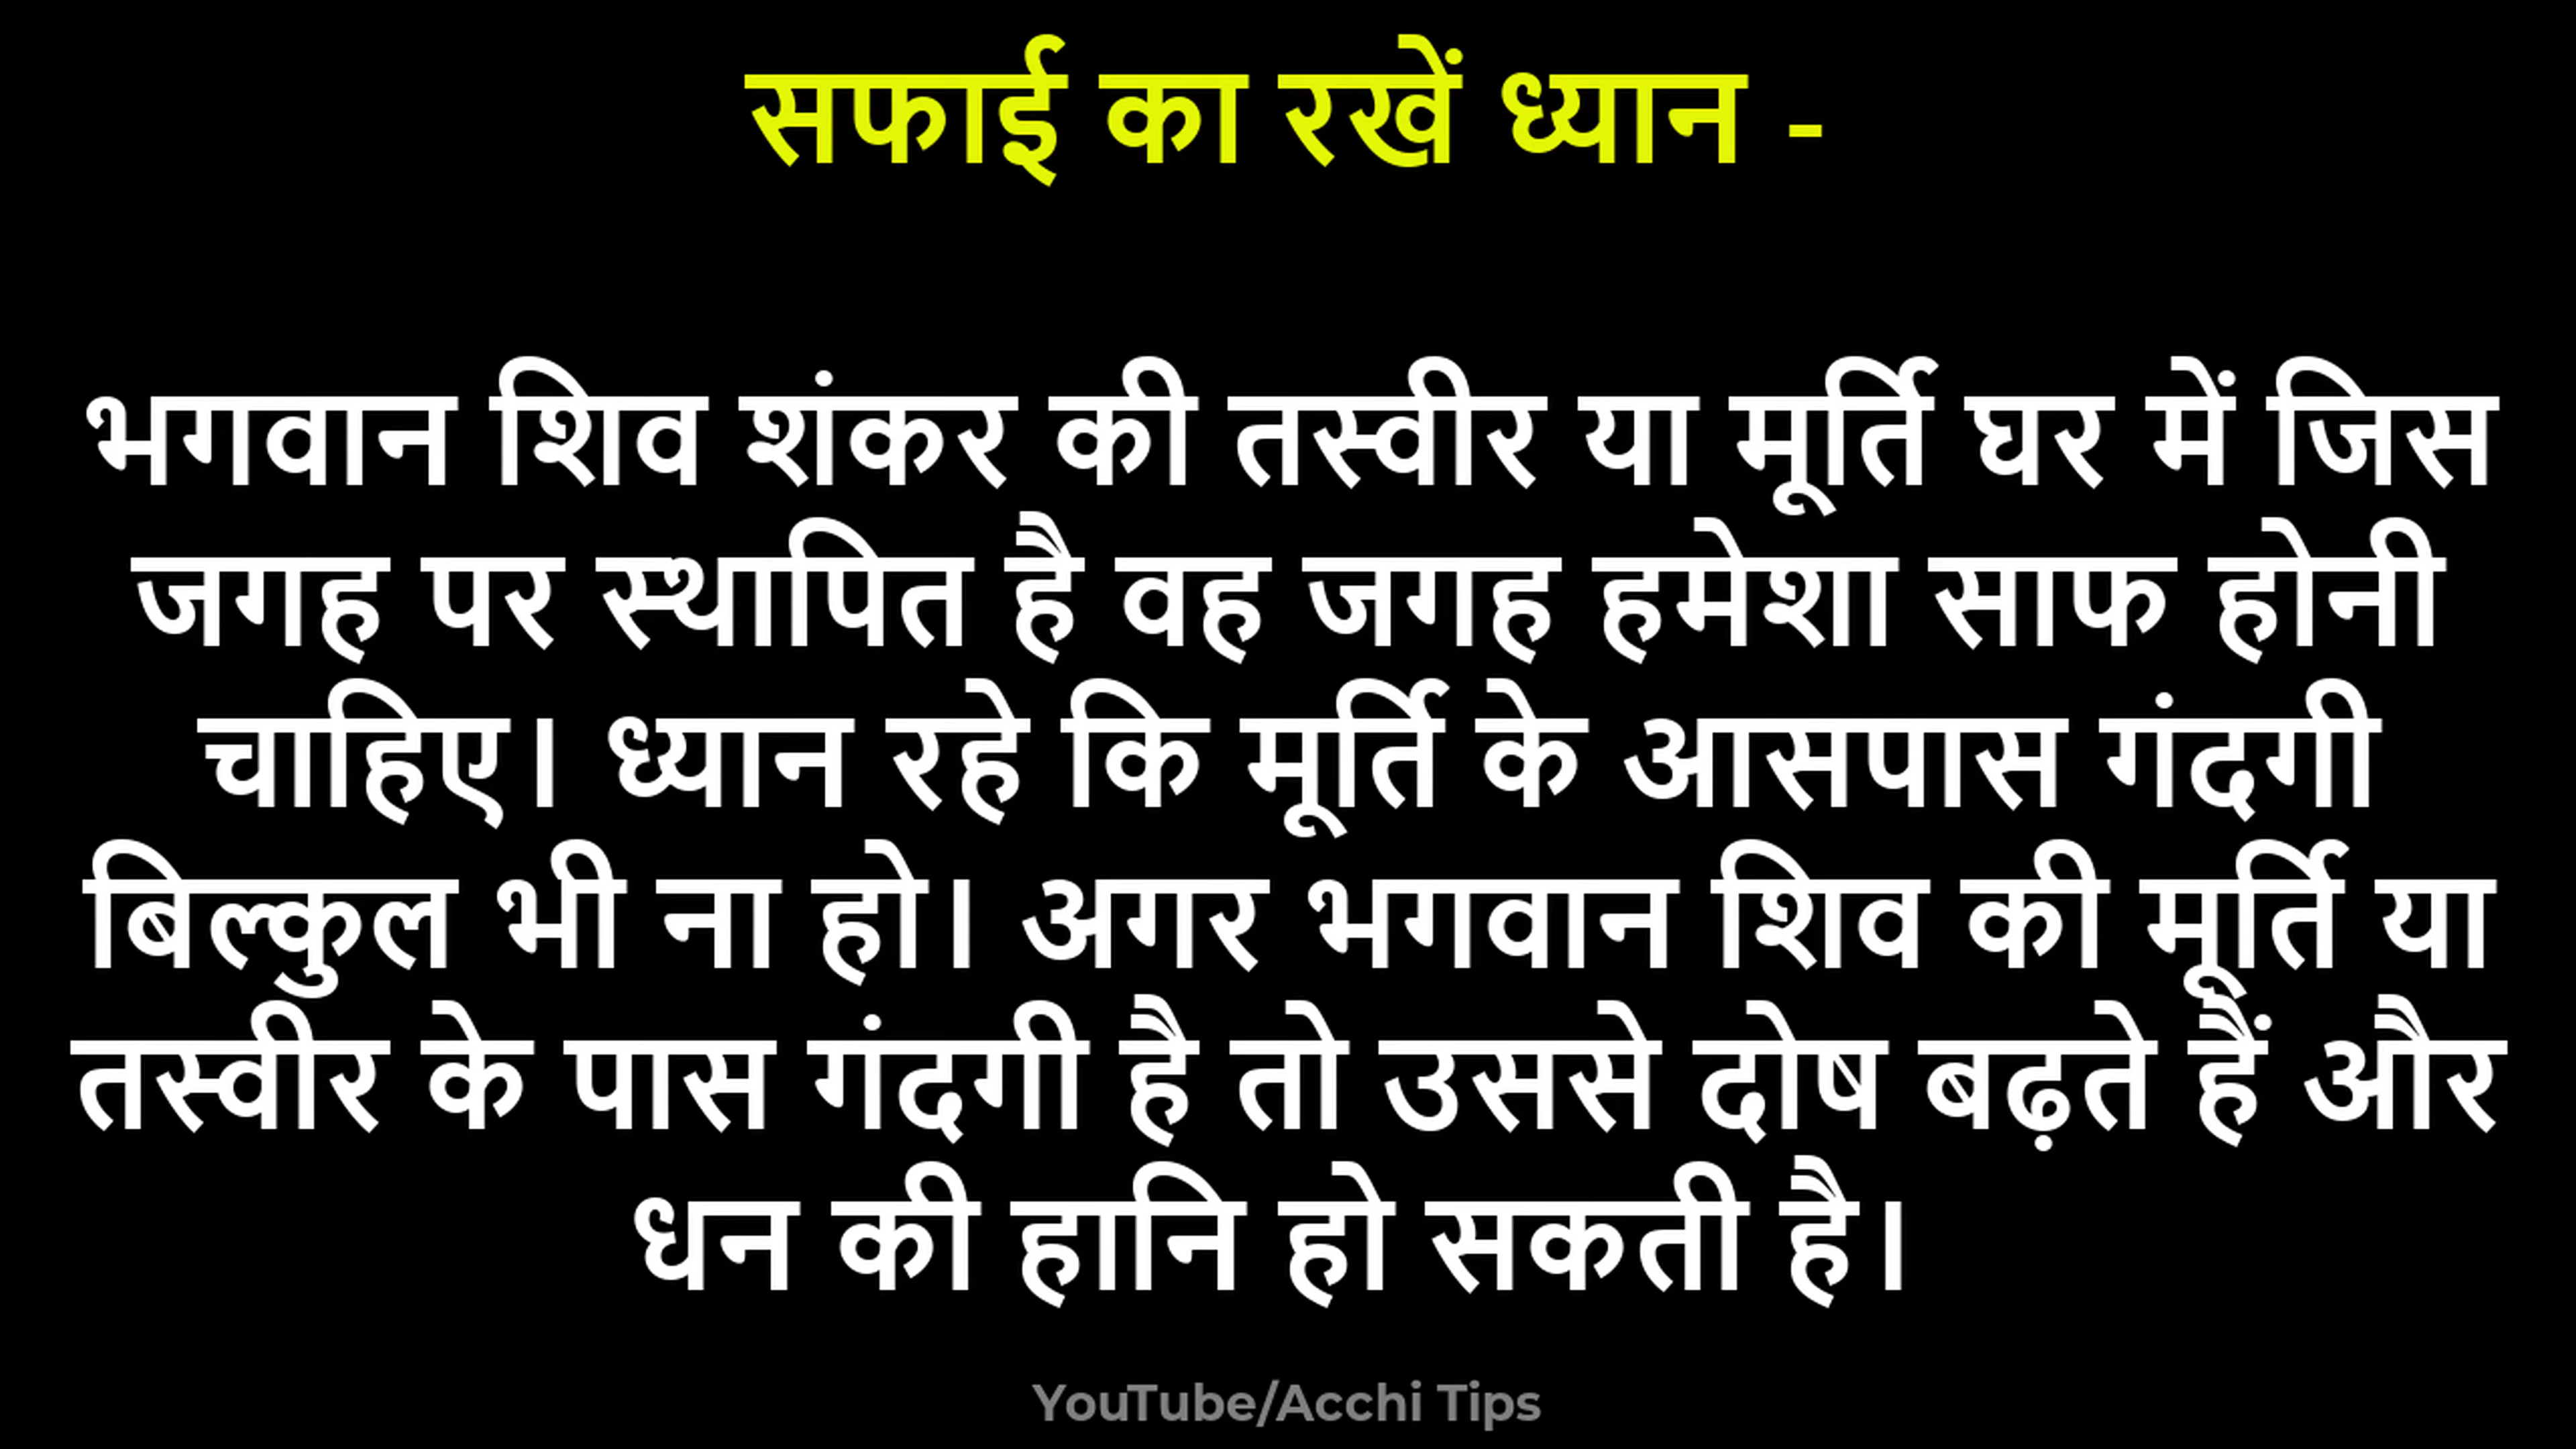 सफाई का रखें ध्यान -
भगवान शिव शंकर की तस्वीर या मूर्ति घर में जिस
जगह पर स्थापित है वह जगह हमेशा साफ होनी
चाहिए। ध्यान रहे कि मूर्ति के आसपास गंदगी
बिल्कुल भी ना हो। अगर भगवान शिव की मूर्ति या
तस्वीर के पास गंदगी है तो उससे दोष बढ़ते हैं और
धन की हानि हो सकती है।
YouTube/Acchi Tips